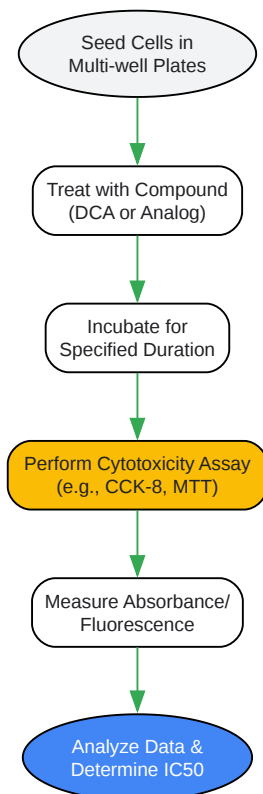 Seed Cells in
Multi-well Plates
Treat with Compound
(DCA or Analog)
Incubate for
Specified Duration
Perform Cytotoxicity Assay
(e.g., CCK-8, MTT)
Measure Absorbance/
Fluorescence
Analyze Data &
Determine IC50